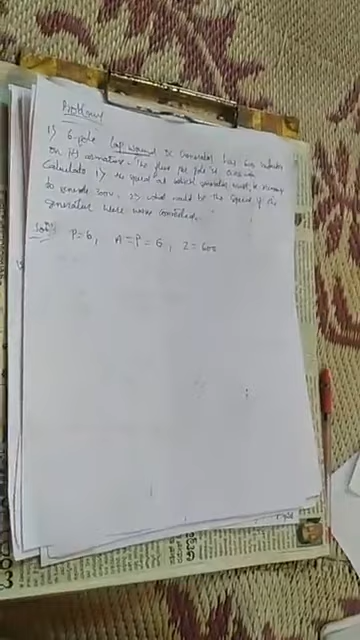 Problems
1) 6-pole Lap wound DC Generator has 600
on its armature. The flux per pole is
Calculate 1) The speed at which generator must be
to generate 300V. 2) what would be the speed if the
generator were wave connected.
Sol:- P=6, A=P=6, Z=600